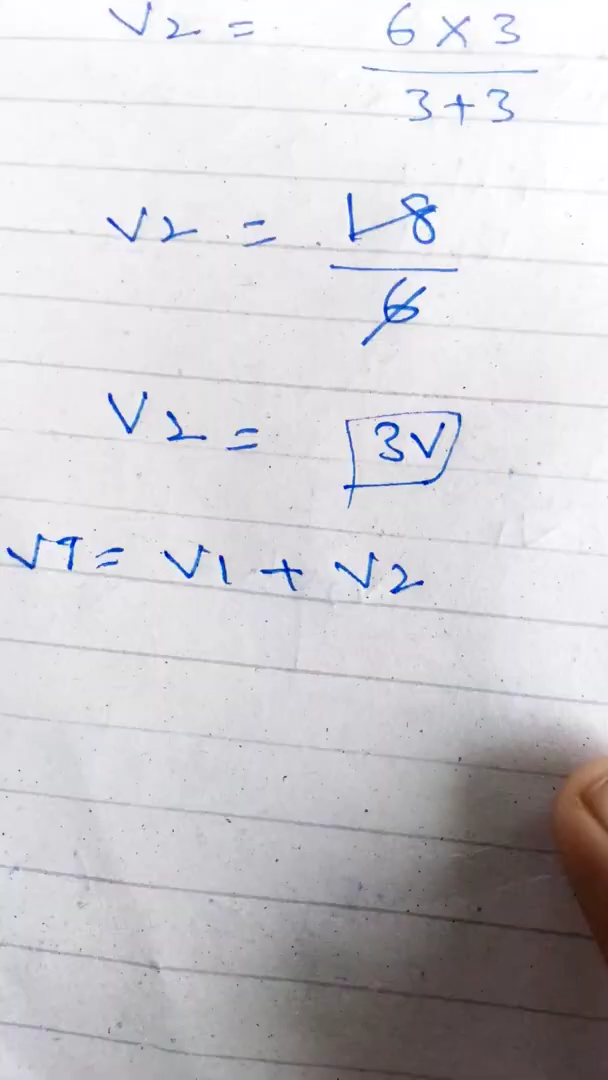 V2 = 6 × 3
3 + 3
V2 = 18
6
V2 = 3V
VT = V1 + V2